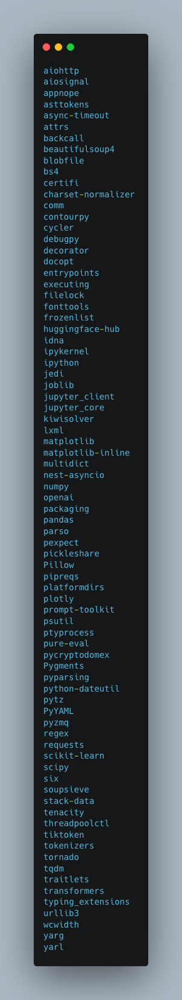 aiohttp
aiosignal
appnope
asttokens
async-timeout
attrs
backcall
beautifulsoup4
blobfile
bs4
certifi
charset-normalizer
comm
contourpy
cycler
debugpy
decorator
docopt
entrypoints
executing
filelock
fonttools
frozenlist
huggingface-hub
idna
ipykernel
ipython
jedi
joblib
jupyter_client
jupyter_core
kiwisolver
lxml
matplotlib
matplotlib-inline
multidict
nest-asyncio
numpy
openai
packaging
pandas
parso
pexpect
pickleshare
Pillow
pipreqs
platformdirs
plotly
prompt-toolkit
psutil
ptyprocess
pure-eval
pycryptodomex
Pygments
pyparsing
python-dateutil
pytz
PyYAML
pyzmq
regex
requests
scikit-learn
scipy
six
soupsieve
stack-data
tenacity
threadpoolctl
tiktoken
tokenizers
tornado
tqdm
traitlets
transformers
typing_extensions
urllib3
wcwidth
yarg
yarl